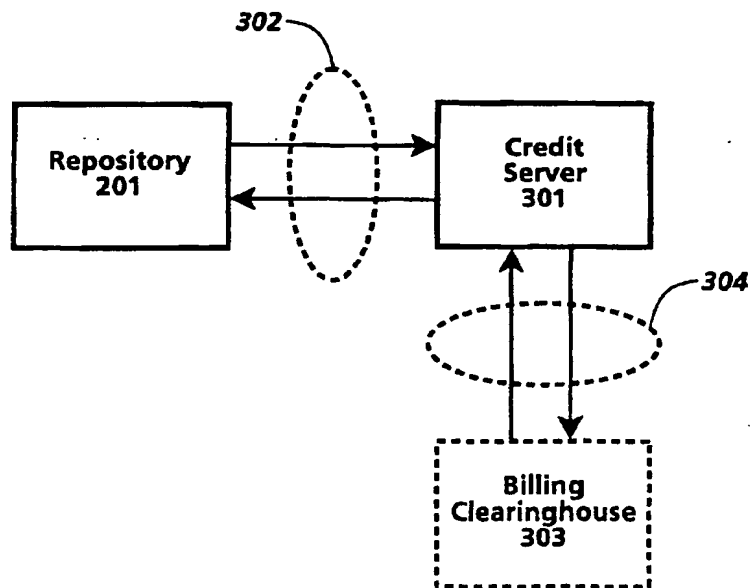 302
Repository
201
Credit
Server
301
304
Billing
Clearinghouse
303